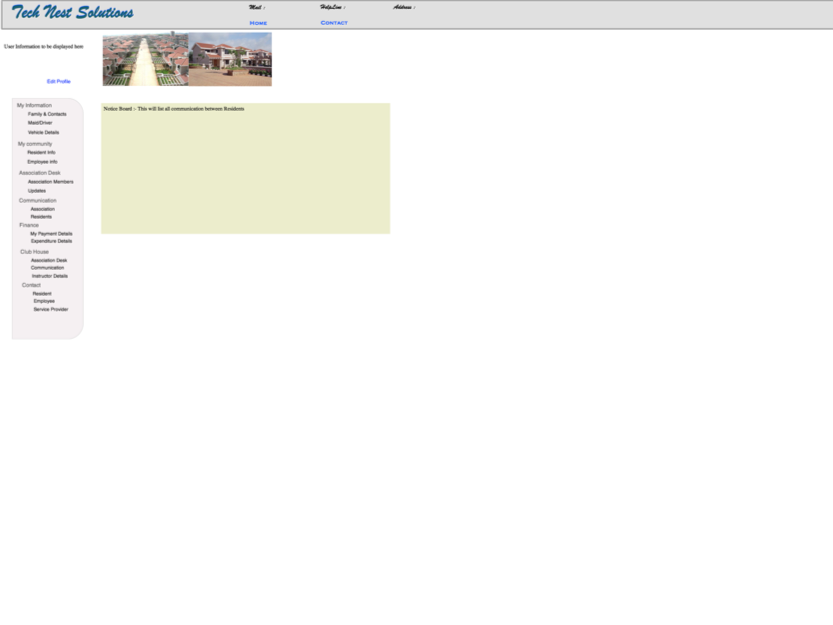 Tech Nest Solutions
Mail :
HelpLine :
Address :
Home
Contact
User Information to be displayed here
Edit Profile
My Information
Family & Contacts
Maid/Driver
Vehicle Details
My community
Resident Info
Employee info
Association Desk
Association Members
Updates
Communication
Association
Residents
Finance
My Payment Details
Expenditure Details
Club House
Association Desk
Communication
Instructor Details
Contact
Resident
Employee
Service Provider
Notice Board :- This will list all communication between Residents